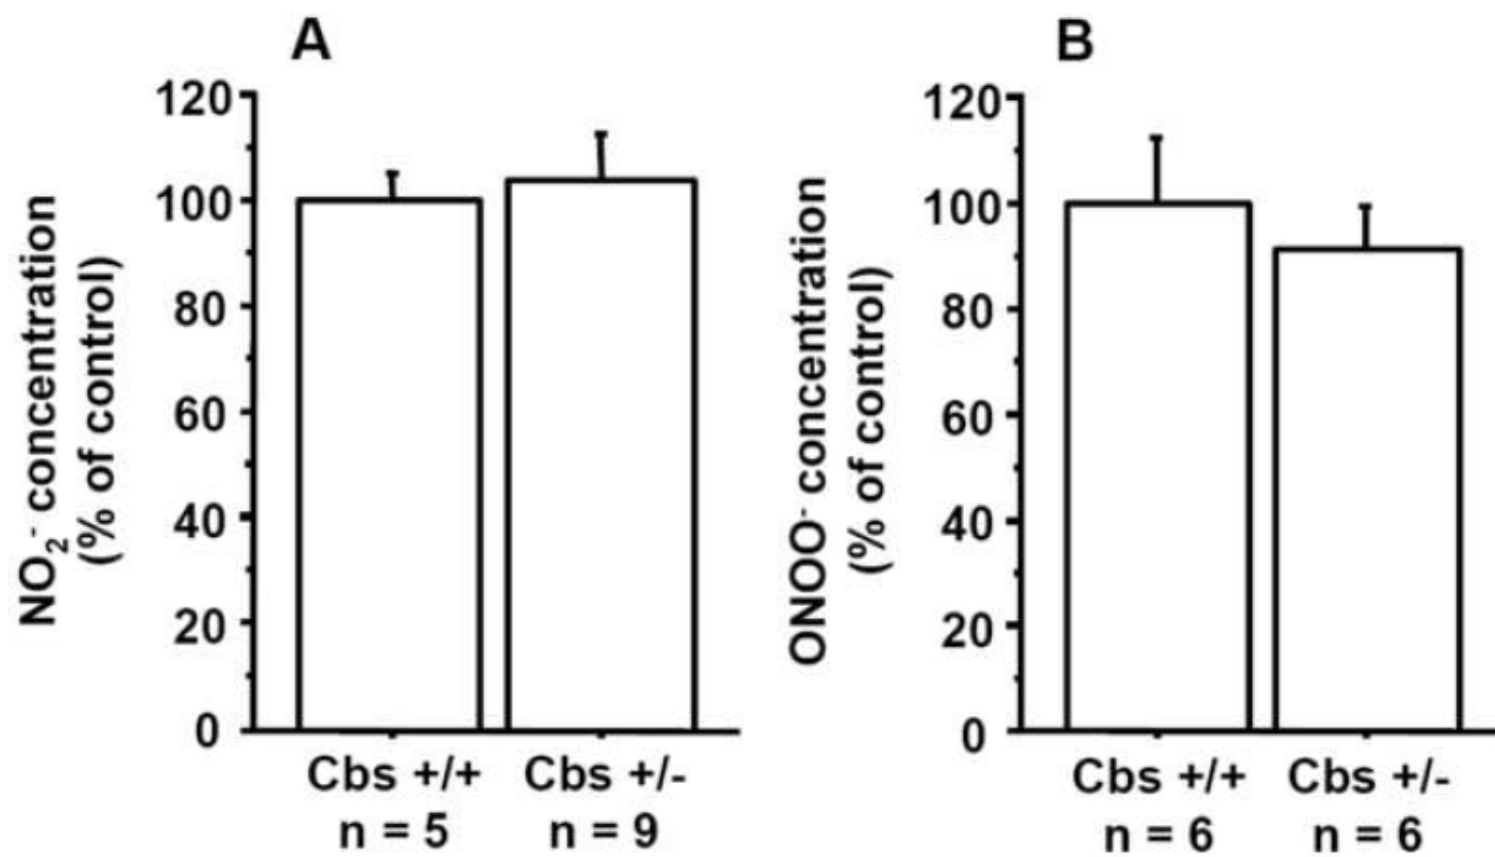 A
NO₂⁻ concentration
(% of control)
120
100
80
60
40
20
0
Cbs +/+ Cbs +/-
n = 5 n = 9
B
ONOO⁻ concentration
(% of control)
120
100
80
60
40
20
0
Cbs +/+ Cbs +/-
n = 6 n = 6